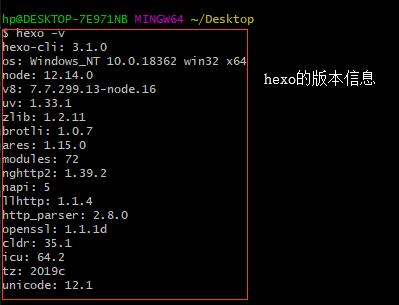 hp@DESKTOP-7E971NB MINGW64 ~/Desktop
$ hexo -v
hexo-cli: 3.1.0
os: Windows_NT 10.0.18362 win32 x64
node: 12.14.0
v8: 7.7.299.13-node.16
uv: 1.33.1
zlib: 1.2.11
brotli: 1.0.7
ares: 1.15.0
modules: 72
nghttp2: 1.39.2
napi: 5
llhttp: 1.1.4
http_parser: 2.8.0
openssl: 1.1.1d
cldr: 35.1
icu: 64.2
tz: 2019c
unicode: 12.1
hexo的版本信息